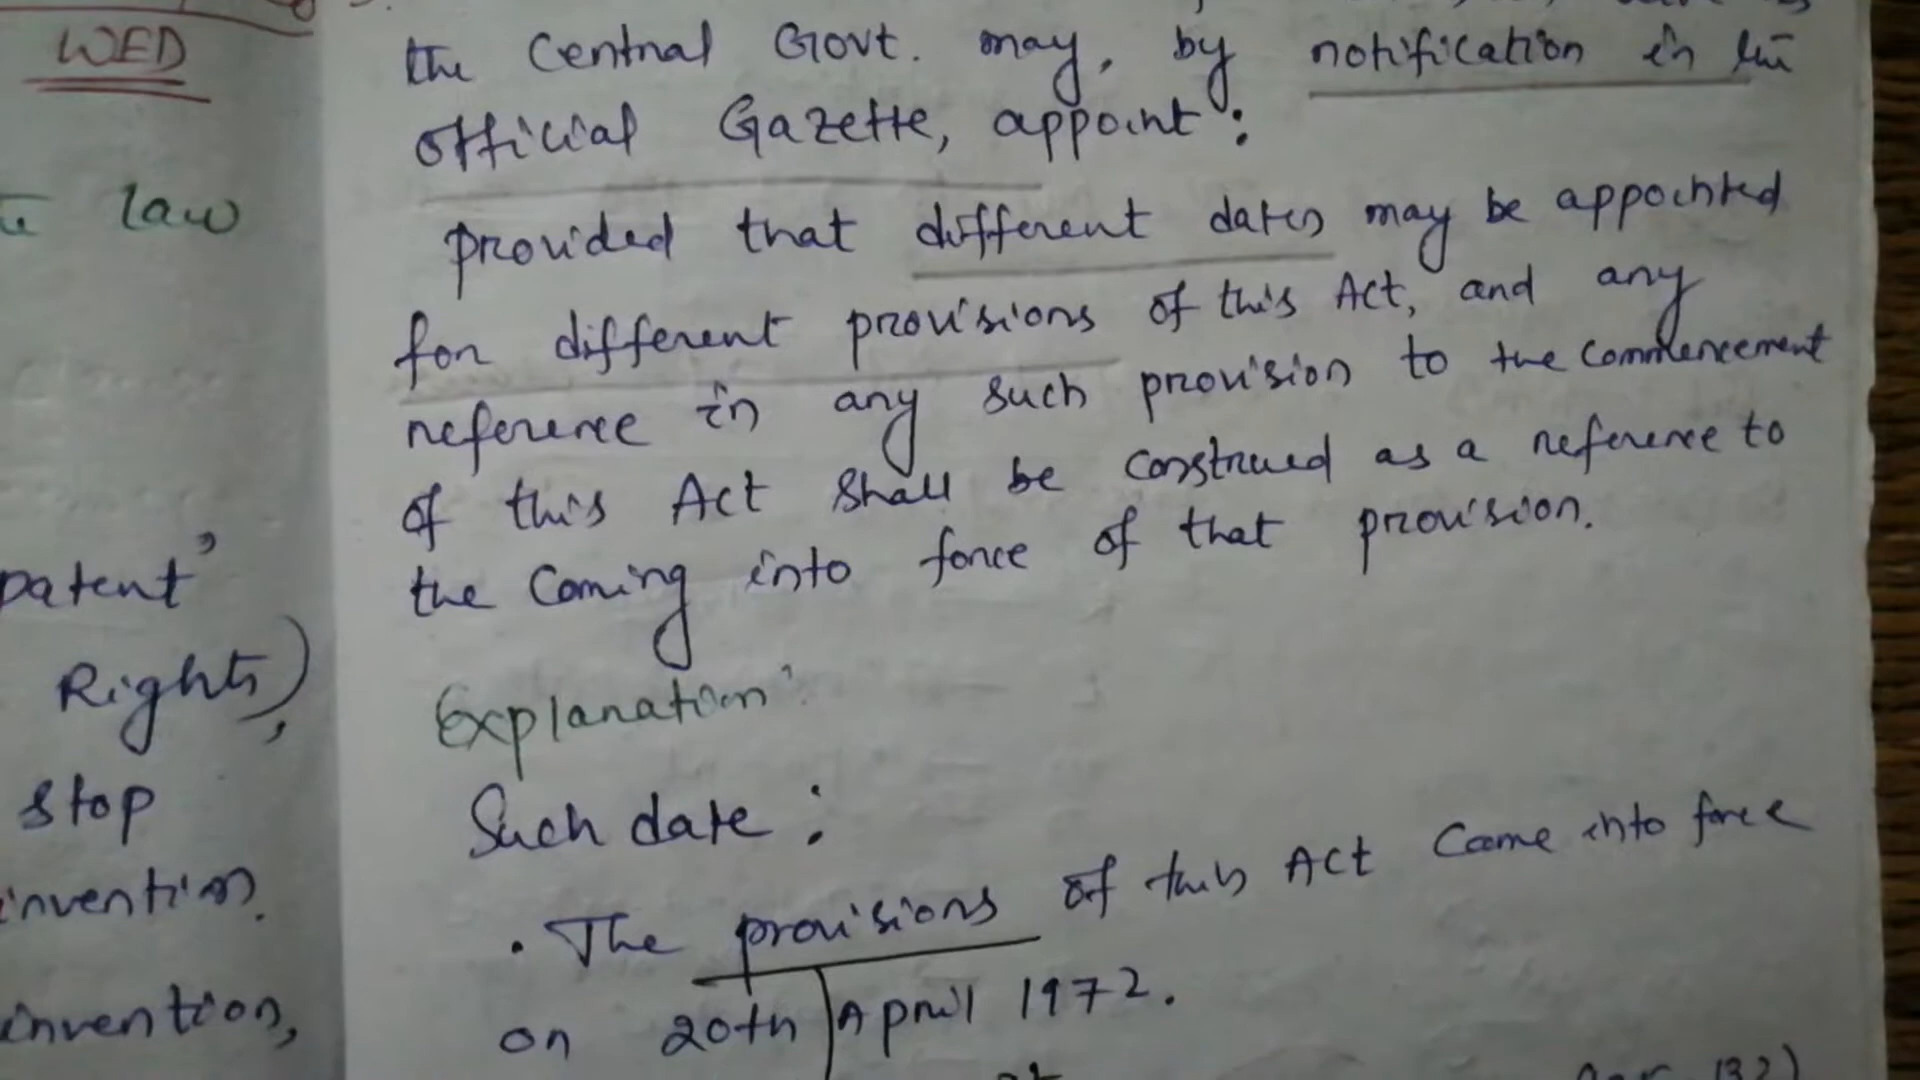 WED
law
patent'
Rights),
stop
invention.
invention,
the Central Govt. may, by notification in the
official Gazette, appoint:
provided that different dates may be appointed
for different provisions of this Act, and any
reference in any such provision to the commencement
of this Act shall be construed as a reference to
the Coming into force of that provision.
Explanation:
Such date:
. The provisions of this Act Came into force
on 20th April 1972.